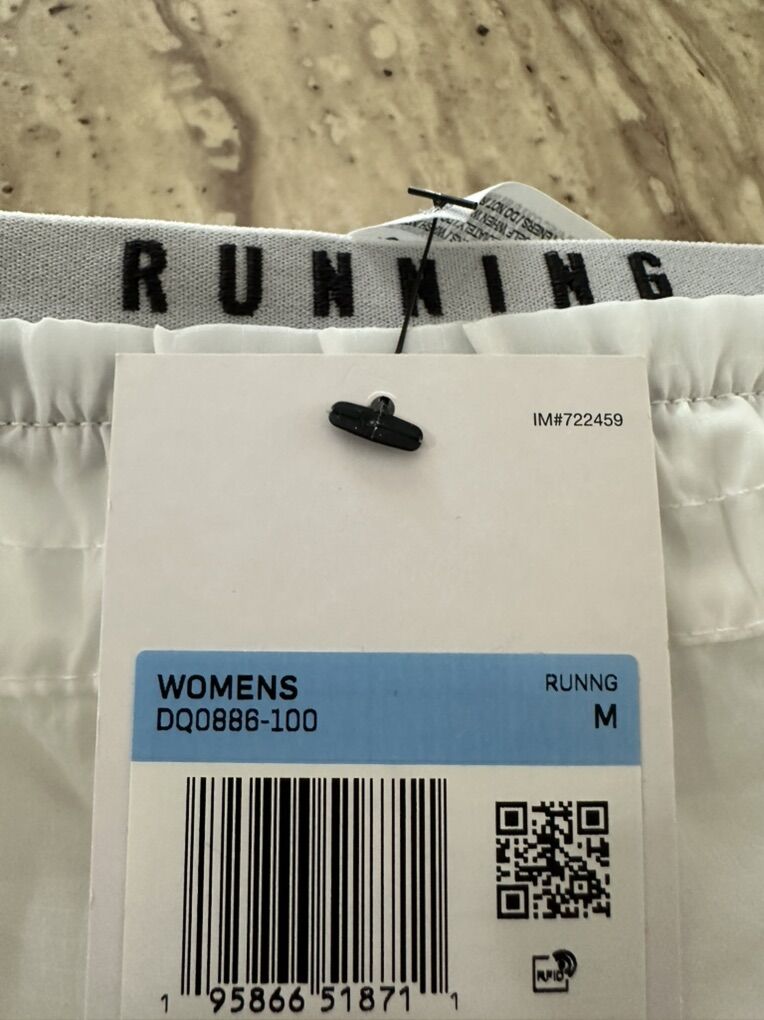 RUNNING
IM#722459
WOMENS
RUNNG
DQ0886-100
M
1 95866 51871 1
RFID